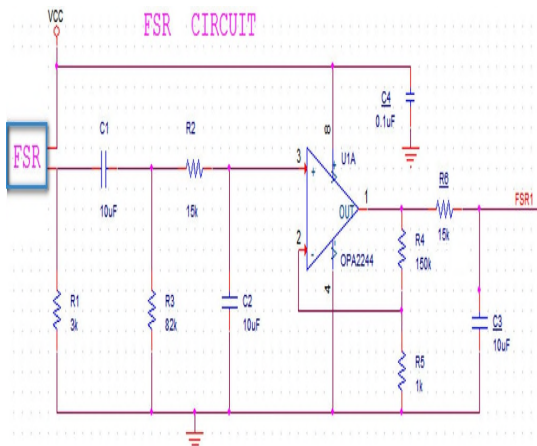 VCC
FSR CIRCUIT
FSR
C1
10uF
R2
15k
C4
0.1uF
8
U1A
3
+
+
OUT
1
R6
15k
FSR1
2
-
OPA2244
4
R4
150k
R1
3k
R3
82k
C2
10uF
C3
10uF
R5
1k